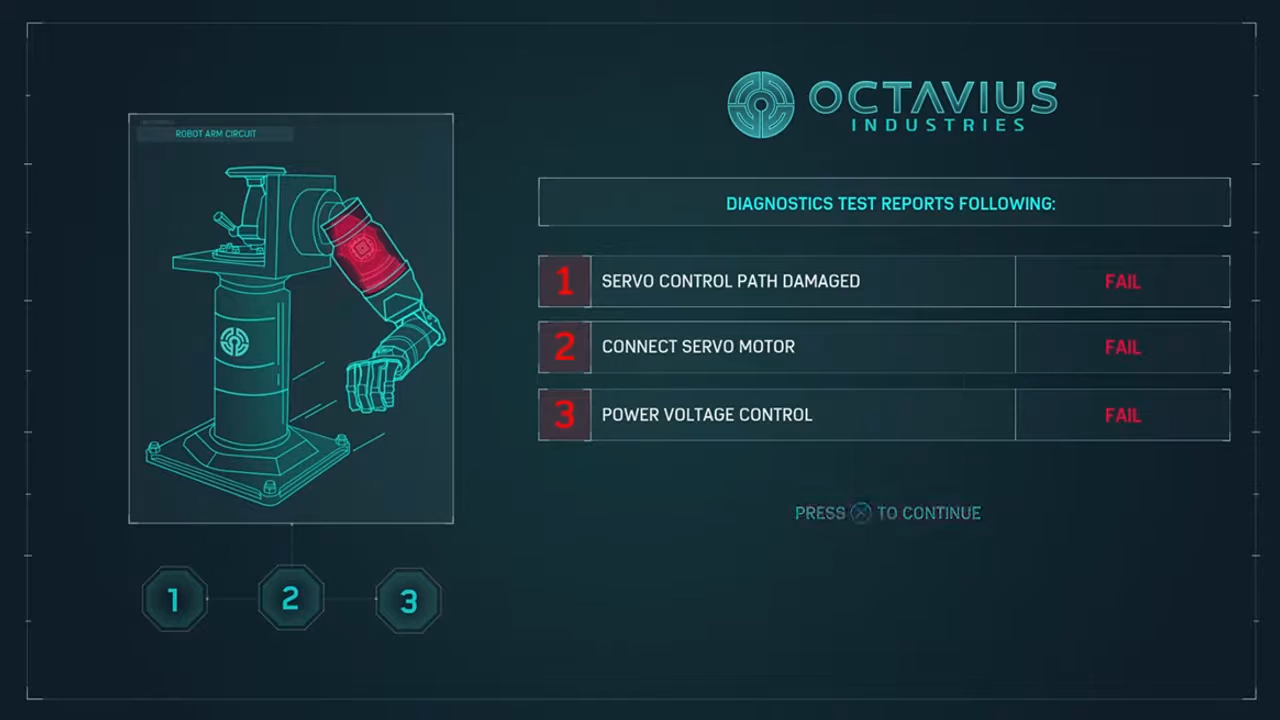 ROBOT ARM CIRCUIT
OCTAVIUS
INDUSTRIES
DIAGNOSTICS TEST REPORTS FOLLOWING:
1 SERVO CONTROL PATH DAMAGED FAIL
2 CONNECT SERVO MOTOR FAIL
3 POWER VOLTAGE CONTROL FAIL
PRESS TO CONTINUE
1 2 3